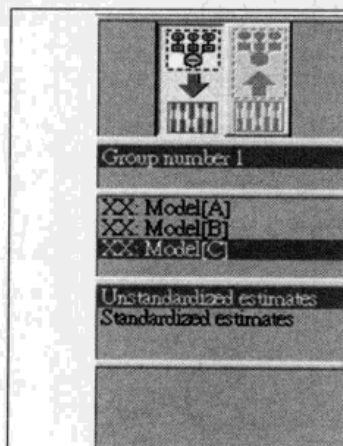 Group number 1
XX: Model[A]
XX: Model[B]
XX: Model[C]
Unstandardized estimates
Standardized estimates